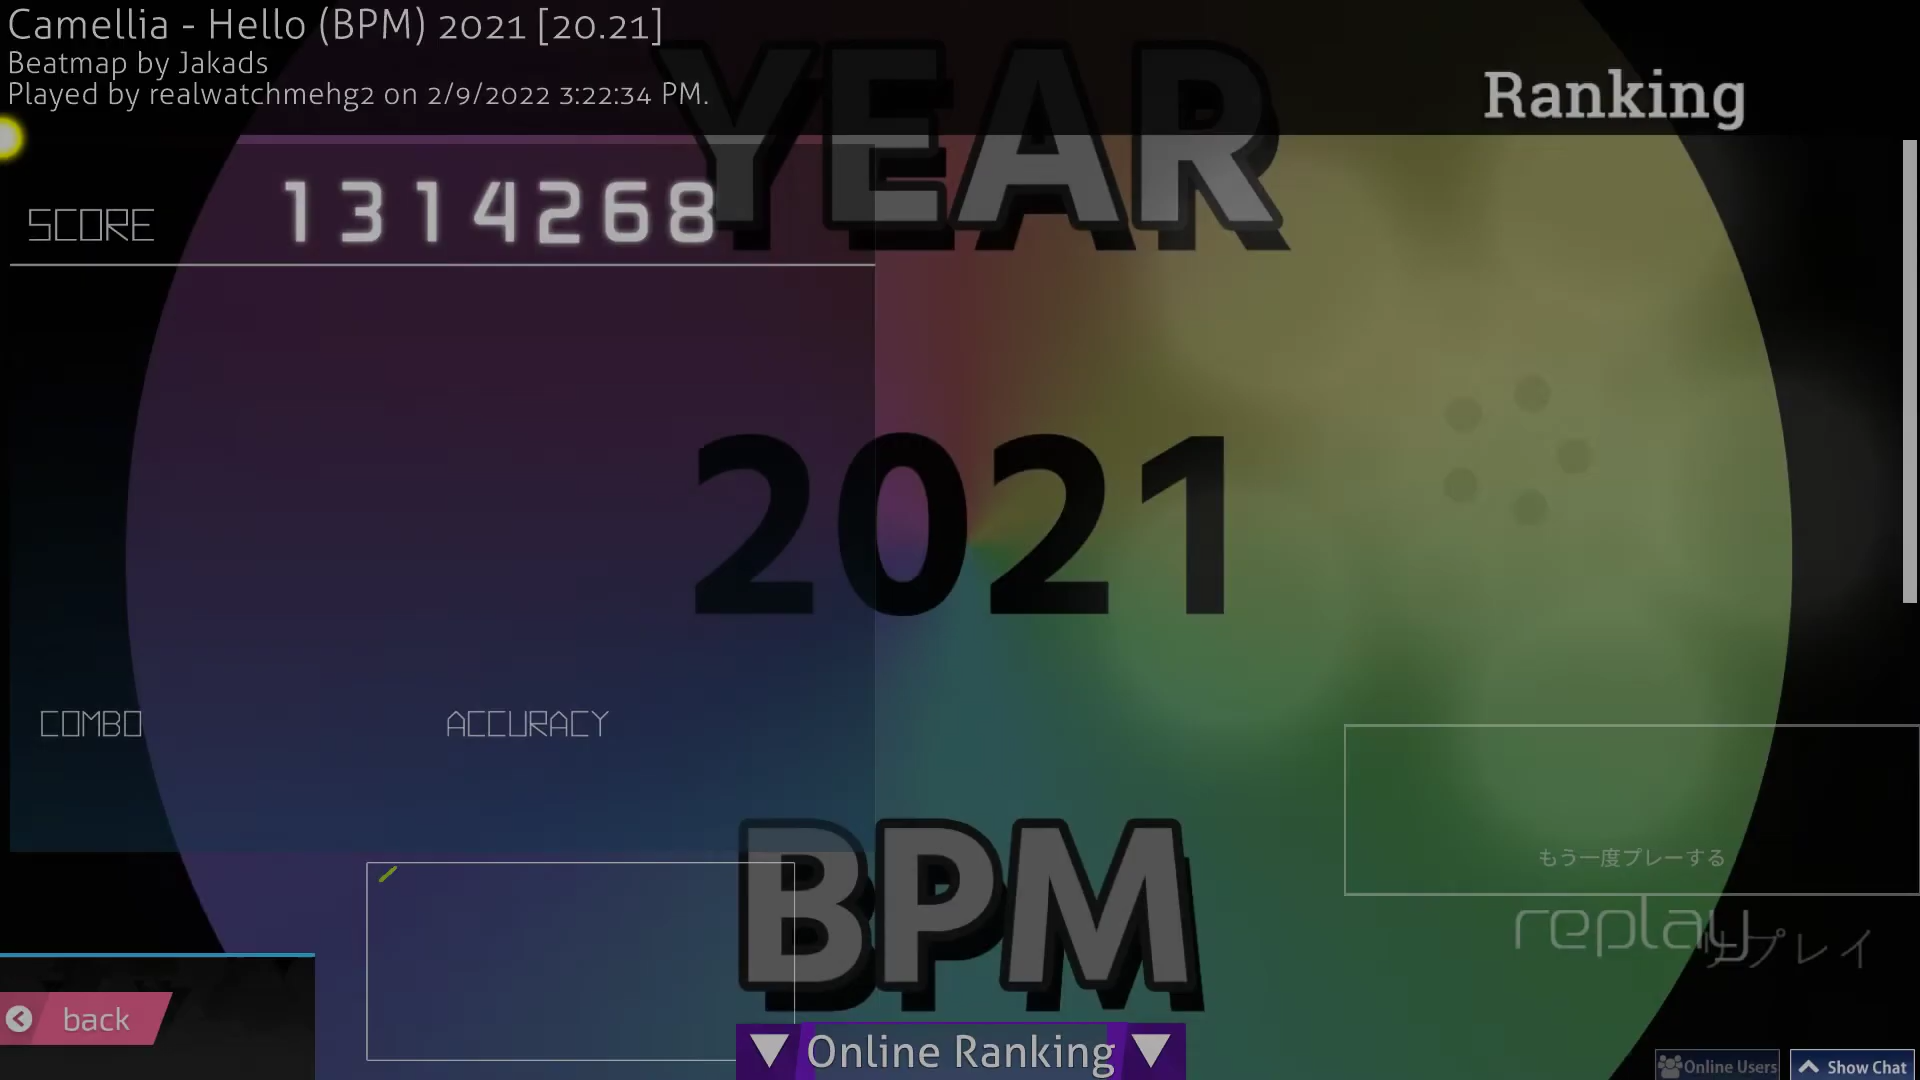 Camellia - Hello (BPM) 2021 [20.21]
Beatmap by Jakads
Played by realwatchmehg2 on 2/9/2022 3:22:34 PM.
Ranking
YEAR
SCORE 1314268
2021
COMBO ACCURACY
BPM
もう一度プレーする
replay
リプレイ
back
Online Ranking
Online Users
Show Chat